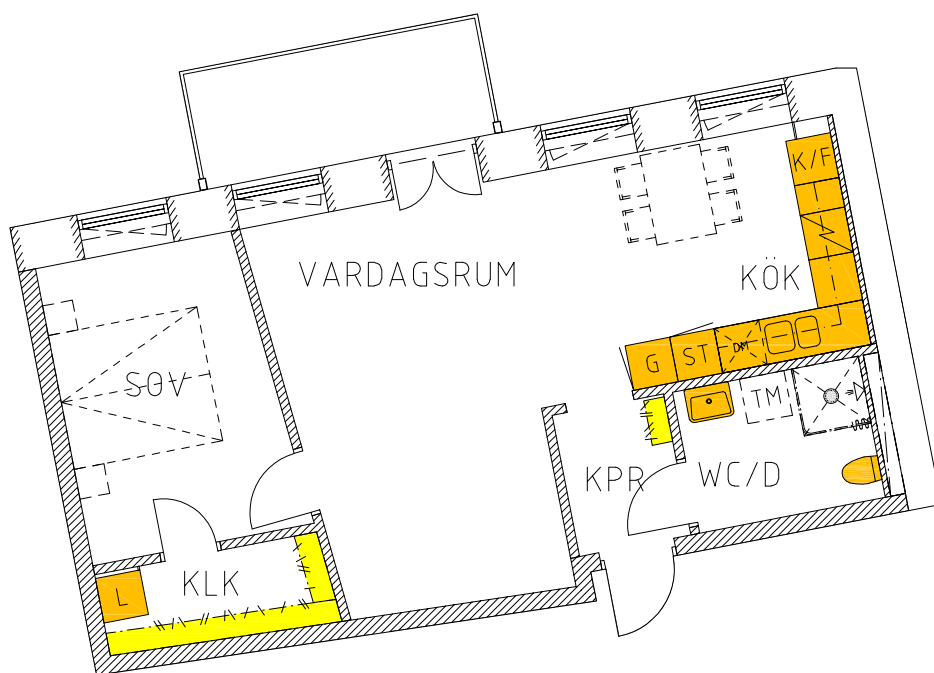 K/F
VARDAGSRUM
KÖK
SOV
G
ST
DM
TM
KPR
WC/D
KLK
L